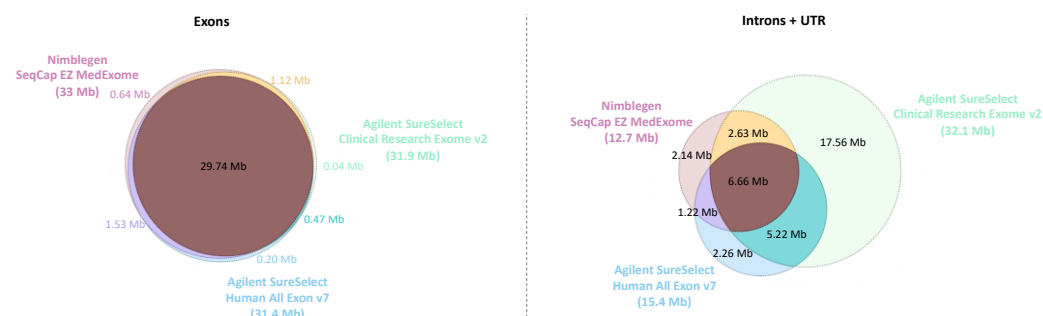 Exons
Nimblegen
SeqCap EZ MedExome
(33 Mb)
0.64 Mb
1.12 Mb
Agilent SureSelect
Clinical Research Exome v2
(31.9 Mb)
29.74 Mb
0.04 Mb
0.47 Mb
1.53 Mb
0.20 Mb
Agilent SureSelect
Human All Exon v7
(31.4 Mb)
Introns + UTR
Nimblegen
SeqCap EZ MedExome
(12.7 Mb)
Agilent SureSelect
Clinical Research Exome v2
(32.1 Mb)
2.63 Mb
17.56 Mb
2.14 Mb
6.66 Mb
1.22 Mb
5.22 Mb
2.26 Mb
Agilent SureSelect
Human All Exon v7
(15.4 Mb)